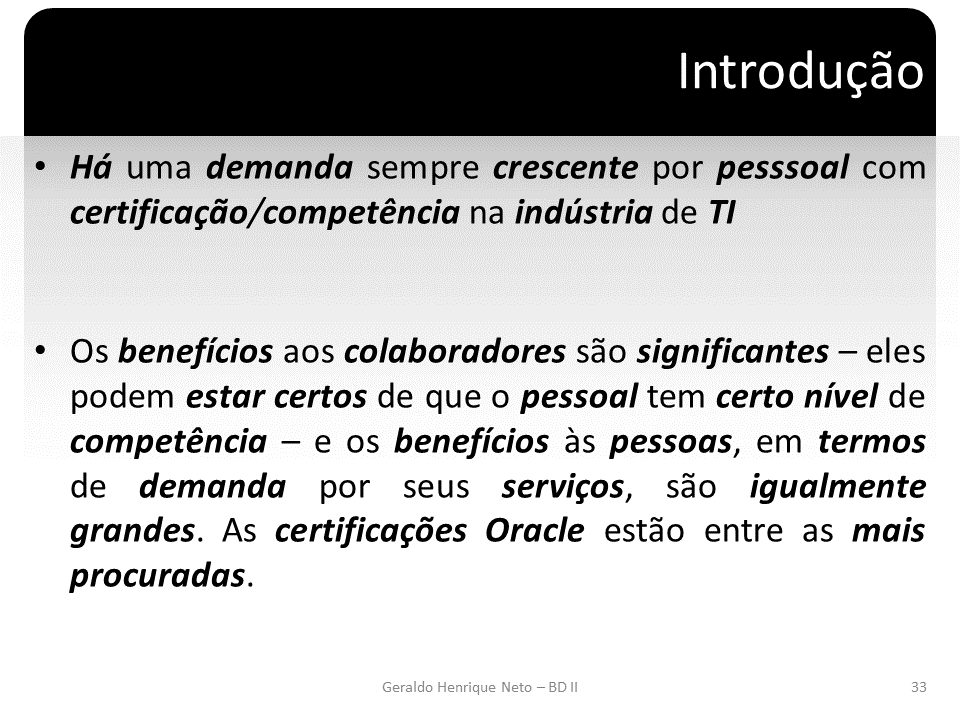 Introdução
• Há uma demanda sempre crescente por pesssoal com
certificação/competência na indústria de TI
• Os benefícios aos colaboradores são significantes – eles
podem estar certos de que o pessoal tem certo nível de
competência – e os benefícios às pessoas, em termos
de demanda por seus serviços, são igualmente
grandes. As certificações Oracle estão entre as mais
procuradas.
Geraldo Henrique Neto – BD II
33